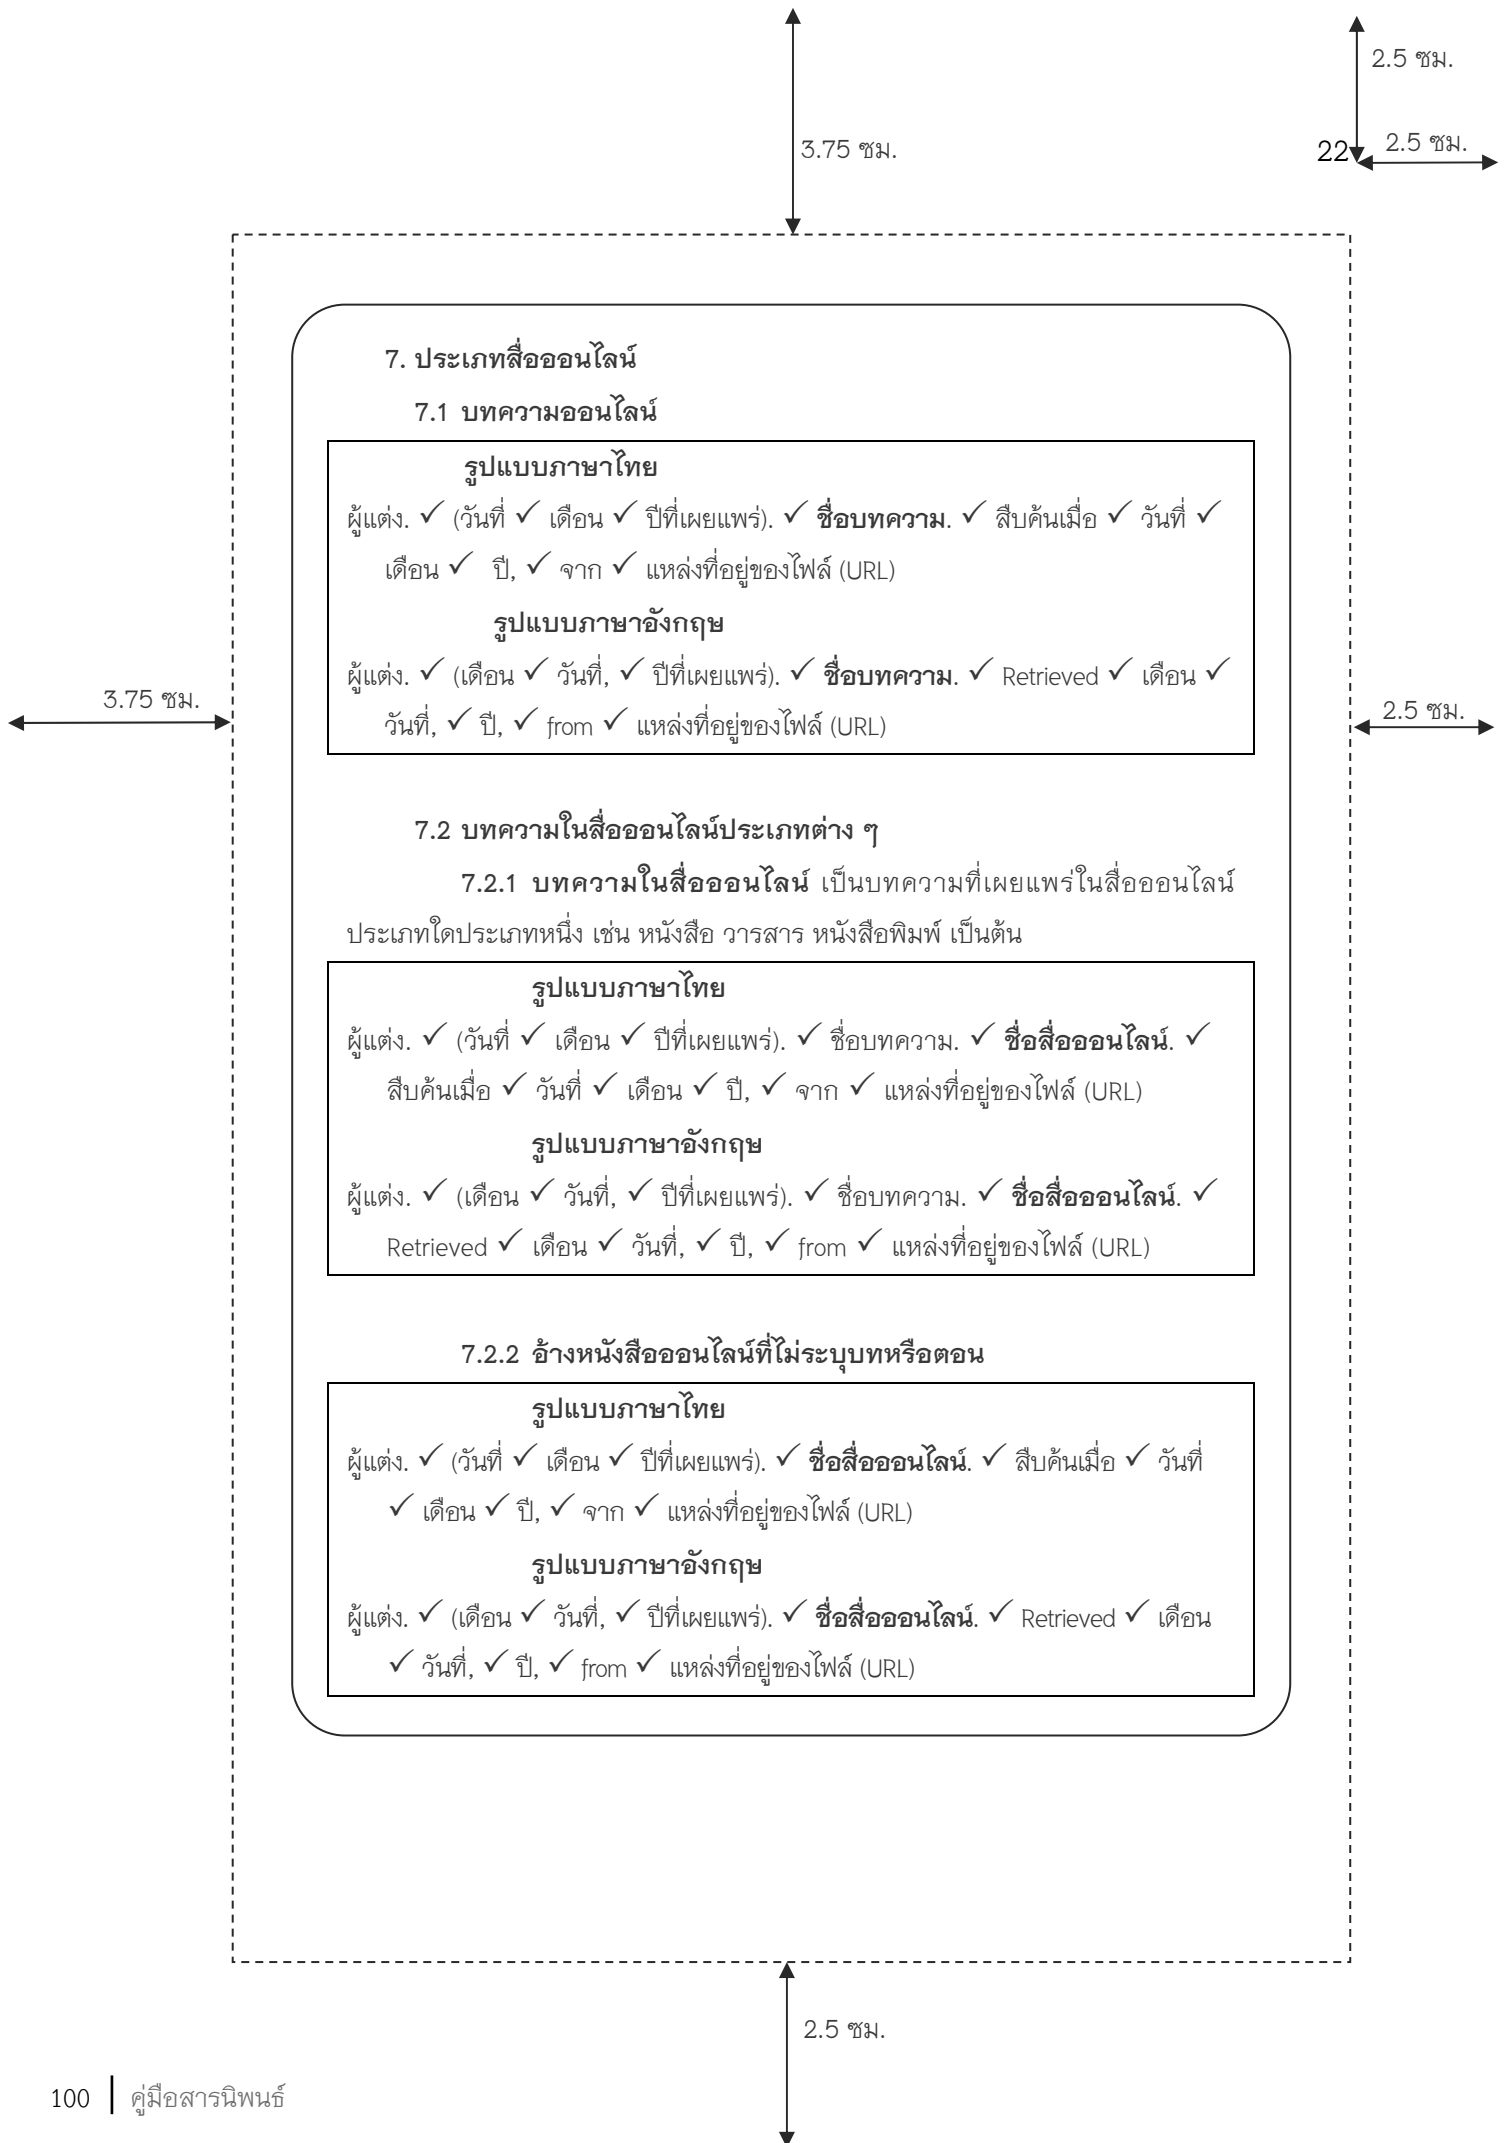 2.5 ซม.
3.75 ซม.
22
2.5 ซม.
7. ประเภทสื่อออนไลน์
7.1 บทความออนไลน์
รูปแบบภาษาไทย
ผู้แต่ง. ✓ (วันที่ ✓ เดือน ✓ ปีที่เผยแพร่). ✓ ชื่อบทความ. ✓ สืบค้นเมื่อ ✓ วันที่ ✓
เดือน ✓ ปี, ✓ จาก ✓ แหล่งที่อยู่ของไฟล์ (URL)
รูปแบบภาษาอังกฤษ
ผู้แต่ง. ✓ (เดือน ✓ วันที่, ✓ ปีที่เผยแพร่). ✓ ชื่อบทความ. ✓ Retrieved ✓ เดือน ✓
วันที่, ✓ ปี, ✓ from ✓ แหล่งที่อยู่ของไฟล์ (URL)
3.75 ซม.
2.5 ซม.
7.2 บทความในสื่อออนไลน์ประเภทต่าง ๆ
7.2.1 บทความในสื่อออนไลน์ เป็นบทความที่เผยแพร่ในสื่อออนไลน์
ประเภทใดประเภทหนึ่ง เช่น หนังสือ วารสาร หนังสือพิมพ์ เป็นต้น
รูปแบบภาษาไทย
ผู้แต่ง. ✓ (วันที่ ✓ เดือน ✓ ปีที่เผยแพร่). ✓ ชื่อบทความ. ✓ ชื่อสื่อออนไลน์. ✓
สืบค้นเมื่อ ✓ วันที่ ✓ เดือน ✓ ปี, ✓ จาก ✓ แหล่งที่อยู่ของไฟล์ (URL)
รูปแบบภาษาอังกฤษ
ผู้แต่ง. ✓ (เดือน ✓ วันที่, ✓ ปีที่เผยแพร่). ✓ ชื่อบทความ. ✓ ชื่อสื่อออนไลน์. ✓
Retrieved ✓ เดือน ✓ วันที่, ✓ ปี, ✓ from ✓ แหล่งที่อยู่ของไฟล์ (URL)
7.2.2 อ้างหนังสือออนไลน์ที่ไม่ระบุบทหรือตอน
รูปแบบภาษาไทย
ผู้แต่ง. ✓ (วันที่ ✓ เดือน ✓ ปีที่เผยแพร่). ✓ ชื่อสื่อออนไลน์. ✓ สืบค้นเมื่อ ✓ วันที่
✓ เดือน ✓ ปี, ✓ จาก ✓ แหล่งที่อยู่ของไฟล์ (URL)
รูปแบบภาษาอังกฤษ
ผู้แต่ง. ✓ (เดือน ✓ วันที่, ✓ ปีที่เผยแพร่). ✓ ชื่อสื่อออนไลน์. ✓ Retrieved ✓ เดือน
✓ วันที่, ✓ ปี, ✓ from ✓ แหล่งที่อยู่ของไฟล์ (URL)
2.5 ซม.
100 | คู่มือสารนิพนธ์